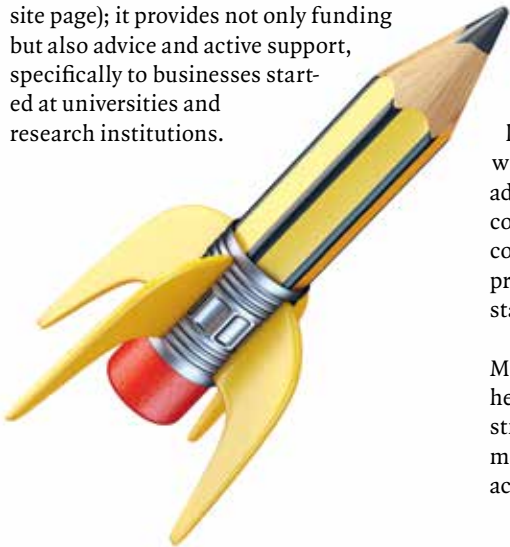 site page); it provides not only funding
but also advice and active support,
specifically to businesses start-
ed at universities and
research institutions.